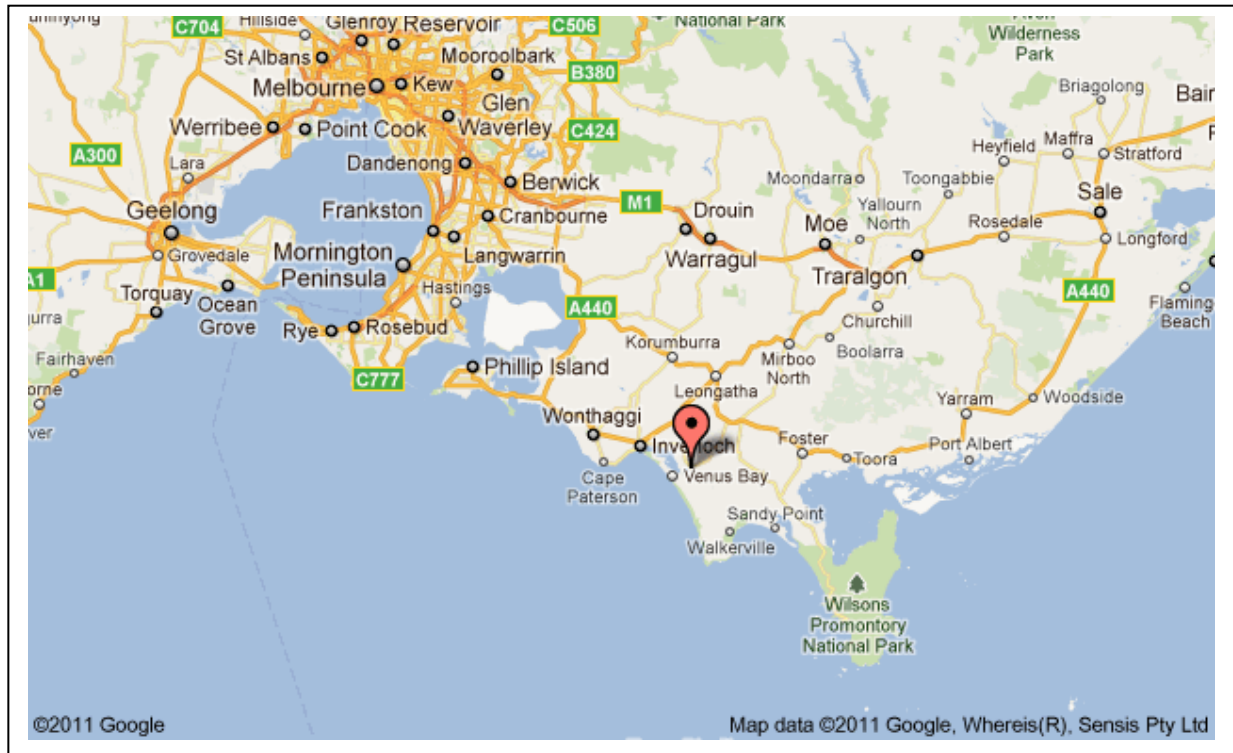 C704
Hillside
Glenroy
Reservoir
C506
National Park
Wilderness
Park
St Albans
Mooroolbark
B380
Melbourne
Kew
Briagolong
Glen
Waverley
Werribee
Point Cook
C424
A300
Lara
Dandenong
Maffra
Heyfield
Stratford
Berwick
Moondarra
Toongabbie
Geelong
Frankston
Cranbourne
M1
Drouin
Moe
Yallourn
North
Rosedale
Sale
Grovedale
Mornington
Peninsula
Langwarrin
Warragul
Longford
A1
Torquay
Ocean
Grove
Hastings
Traralgon
A440
A440
Flamingo
Beach
Rye
Rosebud
Churchill
Fairhaven
C777
Phillip Island
Korumburra
Mirboo
North
Boolarra
Leongatha
Yarram
Woodside
Wonthaggi
Inverloch
Foster
Toora
Port Albert
Cape
Paterson
Venus Bay
Sandy Point
Walkerville
Wilsons
Promontory
National Park
©2011 Google
Map data ©2011 Google, Whereis(R), Sensis Pty Ltd